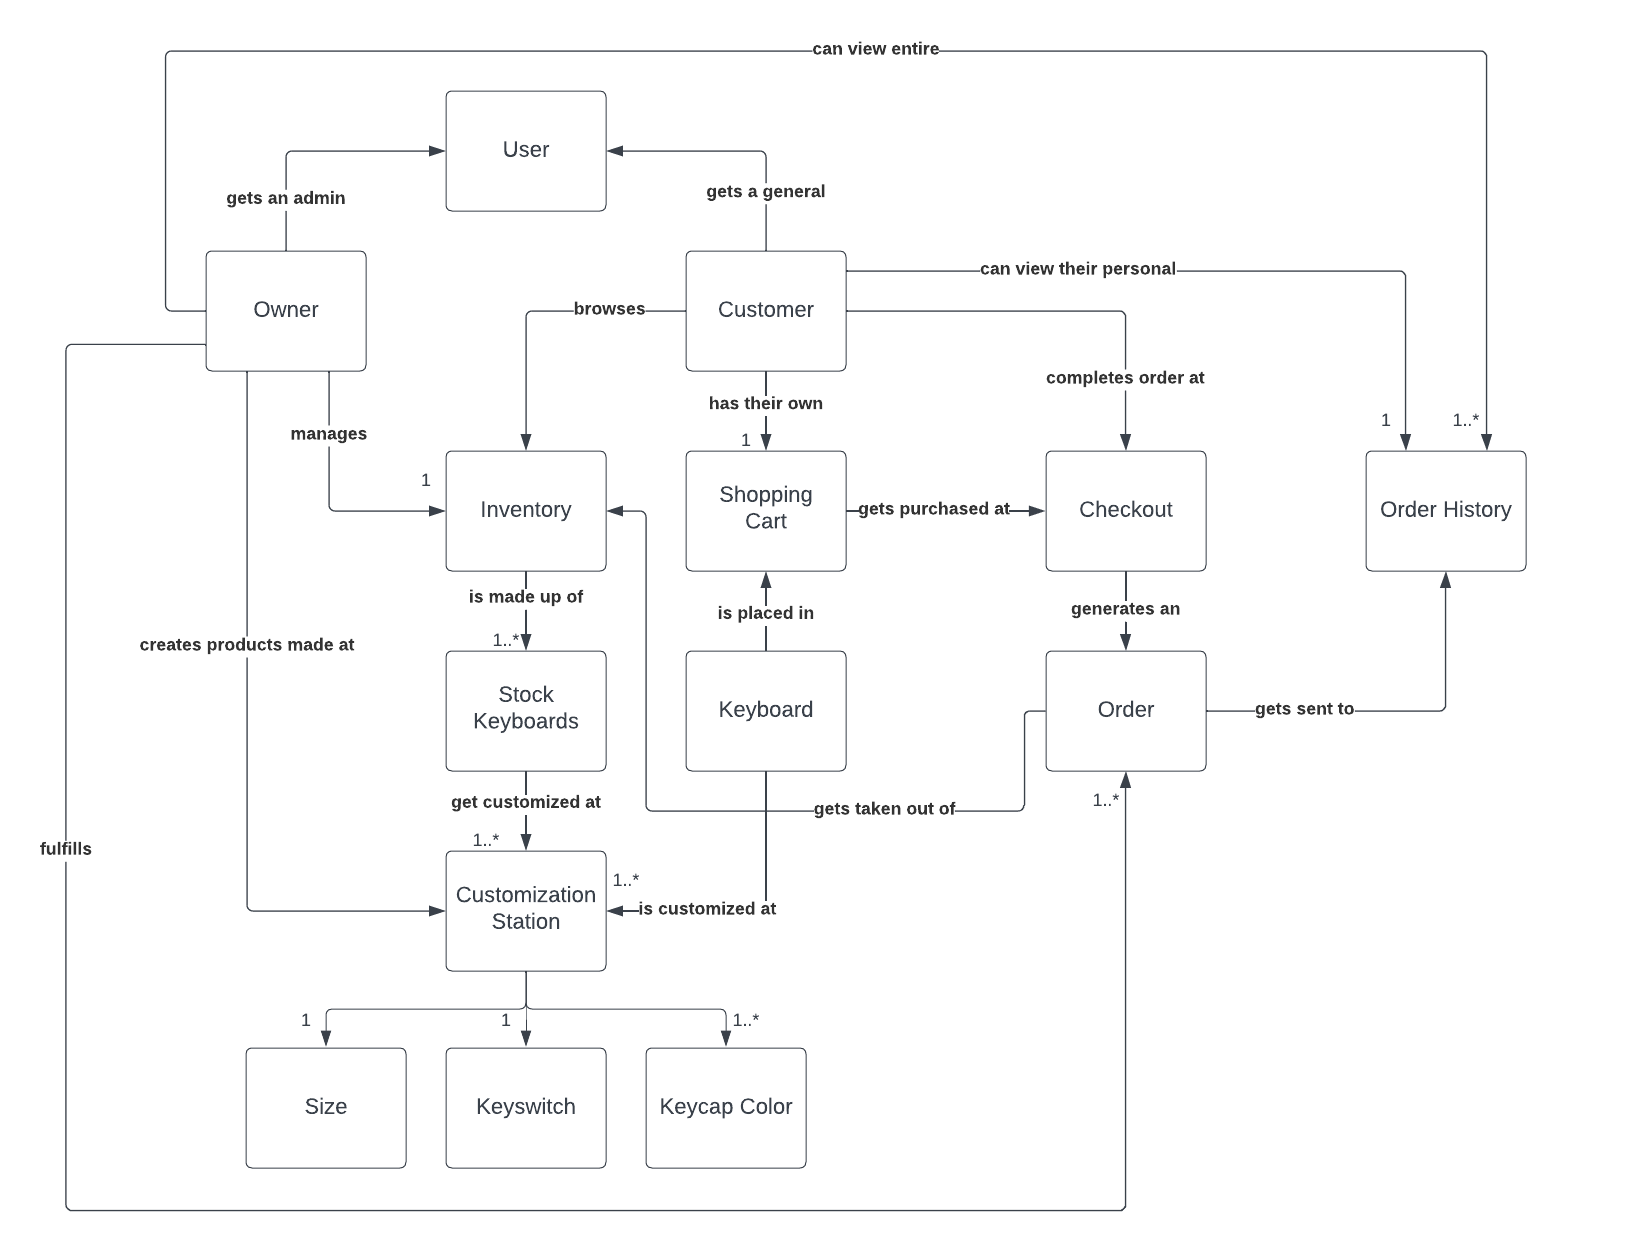 can view entire
User
gets an admin
gets a general
Owner
Customer
can view their personal
browses
completes order at
has their own
manages
1
1..*
1
1
Inventory
Shopping
Cart
gets purchased at
Checkout
Order History
is made up of
is placed in
generates an
1..*
creates products made at
Stock
Keyboards
Keyboard
Order
gets sent to
get customized at
gets taken out of
1..*
fulfills
1..*
1..*
Customization
Station
is customized at
1
1
1..*
Size
Keyswitch
Keycap Color